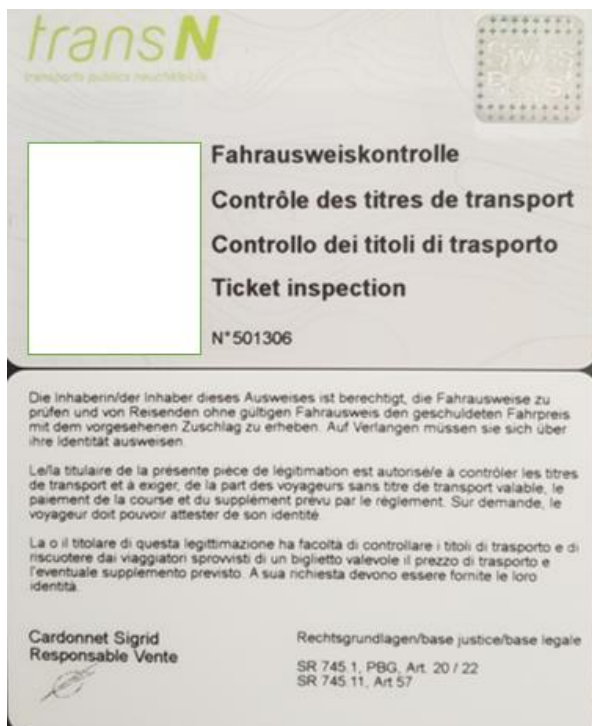 transN
transports publics neuchâtelois
Swiss
Fahrausweiskontrolle
Contrôle des titres de transport
Controllo dei titoli di trasporto
Ticket inspection
N°501306
Die Inhaberin/der Inhaber dieses Ausweises ist berechtigt, die Fahrausweise zu
prüfen und von Reisenden ohne gültigen Fahrausweis den geschuldeten Fahrpreis
mit dem vorgesehenen Zuschlag zu erheben. Auf Verlangen müssen sie sich über
ihre Identität ausweisen.
Le/la titulaire de la présente pièce de légitimation est autorisé/e à contrôler les titres
de transport et à exiger, de la part des voyageurs sans titre de transport valable, le
paiement de la course et du supplément prévu par le règlement. Sur demande, le
voyageur doit pouvoir attester de son identité.
La o il titolare di questa legittimazione ha facoltà di controllare i titoli di trasporto e di
riscuotere dai viaggiatori sprovvisti di un biglietto valevole il prezzo di trasporto e
l'eventuale supplemento previsto. A sua richiesta devono essere fornite le loro
identità.
Cardonnet Sigrid
Responsable Vente
Rechtsgrundlagen/base justice/base legale
SR 745.1, PBG, Art. 20 / 22
SR 745.11, Art 57